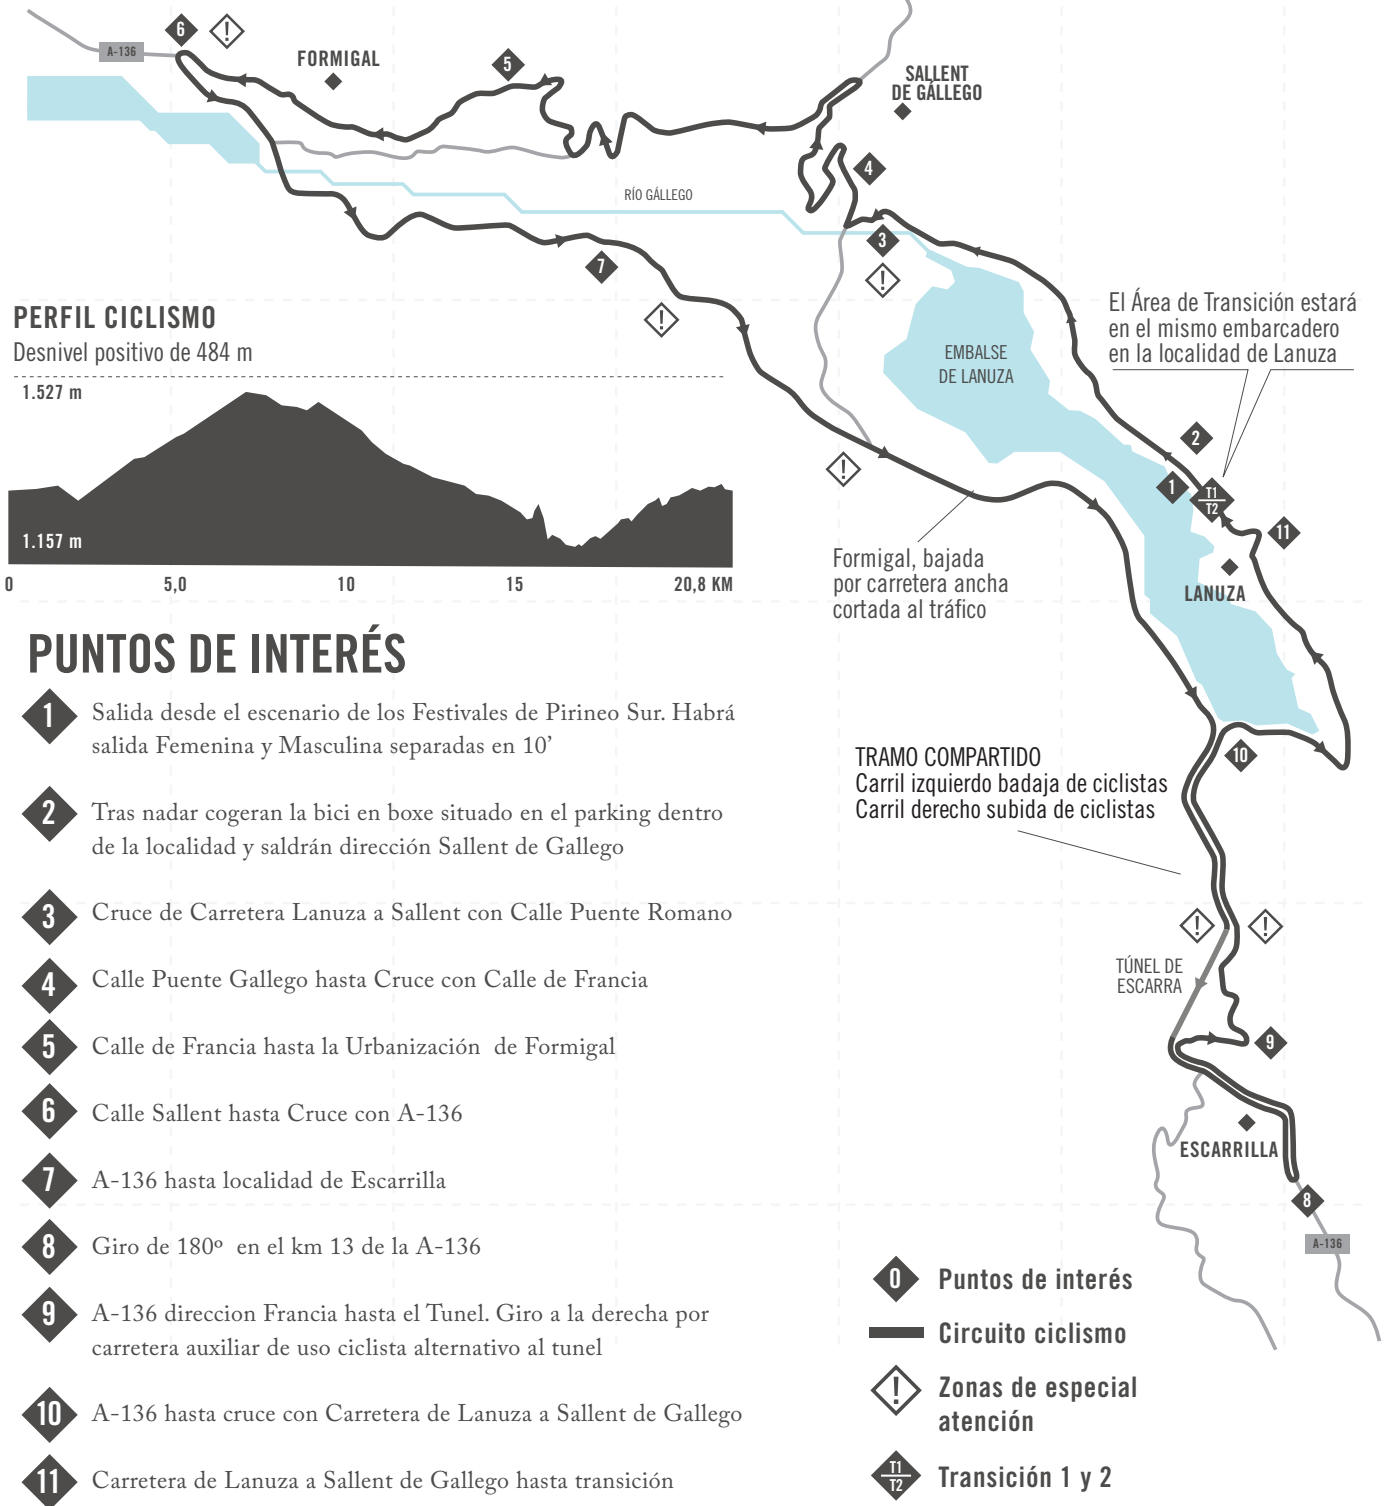 6
A-136
FORMIGAL
5
SALLENT
DE GÁLLEGO
4
RÍO GÁLLEGO
3
7
PERFIL CICLISMO
Desnivel positivo de 484 m
1.527 m
1.157 m
0
5,0
10
15
20,8 KM
EMBALSE
DE LANUZA
El Área de Transición estará
en el mismo embarcadero
en la localidad de Lanuza
2
1
T1
T2
11
LANUZA
Formigal, bajada
por carretera ancha
cortada al tráfico
10
TRAMO COMPARTIDO
Carril izquierdo badaja de ciclistas
Carril derecho subida de ciclistas
TÚNEL DE
ESCARRA
9
ESCARRILLA
8
A-136
PUNTOS DE INTERÉS
1
Salida desde el escenario de los Festivales de Pirineo Sur. Habrá
salida Femenina y Masculina separadas en 10’
2
Tras nadar cogeran la bici en boxe situado en el parking dentro
de la localidad y saldrán dirección Sallent de Gallego
3
Cruce de Carretera Lanuza a Sallent con Calle Puente Romano
4
Calle Puente Gallego hasta Cruce con Calle de Francia
5
Calle de Francia hasta la Urbanización de Formigal
6
Calle Sallent hasta Cruce con A-136
7
A-136 hasta localidad de Escarrilla
8
Giro de 180º en el km 13 de la A-136
9
A-136 direccion Francia hasta el Tunel. Giro a la derecha por
carretera auxiliar de uso ciclista alternativo al tunel
10
A-136 hasta cruce con Carretera de Lanuza a Sallent de Gallego
11
Carretera de Lanuza a Sallent de Gallego hasta transición
0
Puntos de interés
Circuito ciclismo
!
Zonas de especial
atención
T1
T2
Transición 1 y 2